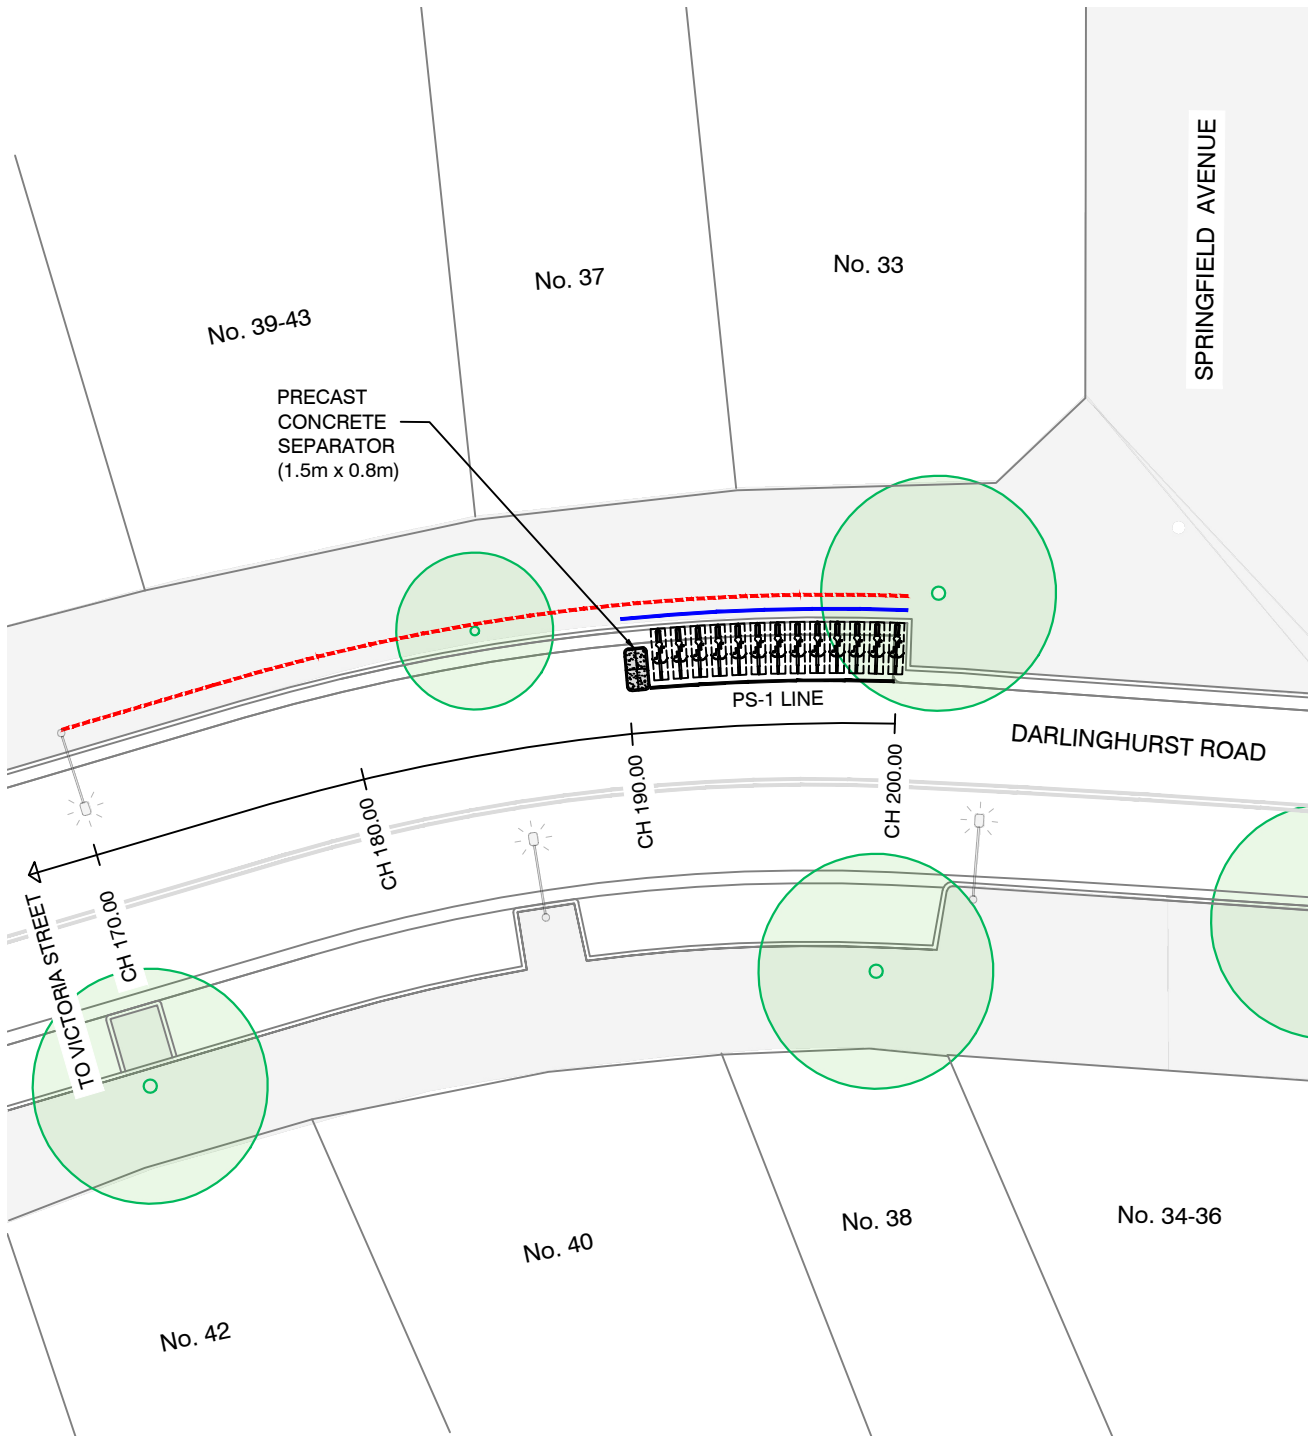 SPRINGFIELD AVENUE
No. 33
No. 37
No. 39-43
PRECAST
CONCRETE
SEPARATOR
(1.5m x 0.8m)
PS-1 LINE
DARLINGHURST ROAD
CH 200.00
CH 190.00
CH 180.00
CH 170.00
TO VICTORIA STREET
No. 34-36
No. 38
No. 40
No. 42